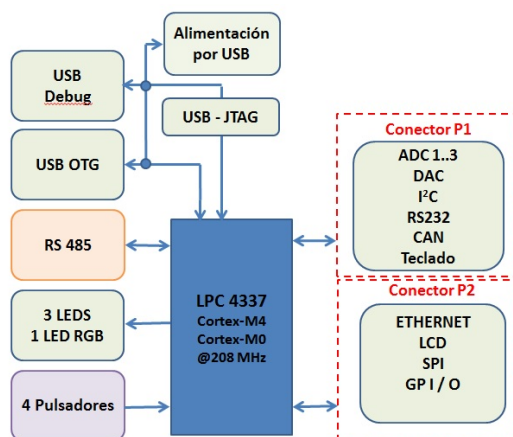 Alimentación
por USB
USB
Debug
USB - JTAG
USB OTG
RS 485
3 LEDS
1 LED RGB
4 Pulsadores
LPC 4337
Cortex-M4
Cortex-M0
@208 MHz
Conector P1
ADC 1..3
DAC
I²C
RS232
CAN
Teclado
Conector P2
ETHERNET
LCD
SPI
GP I / O